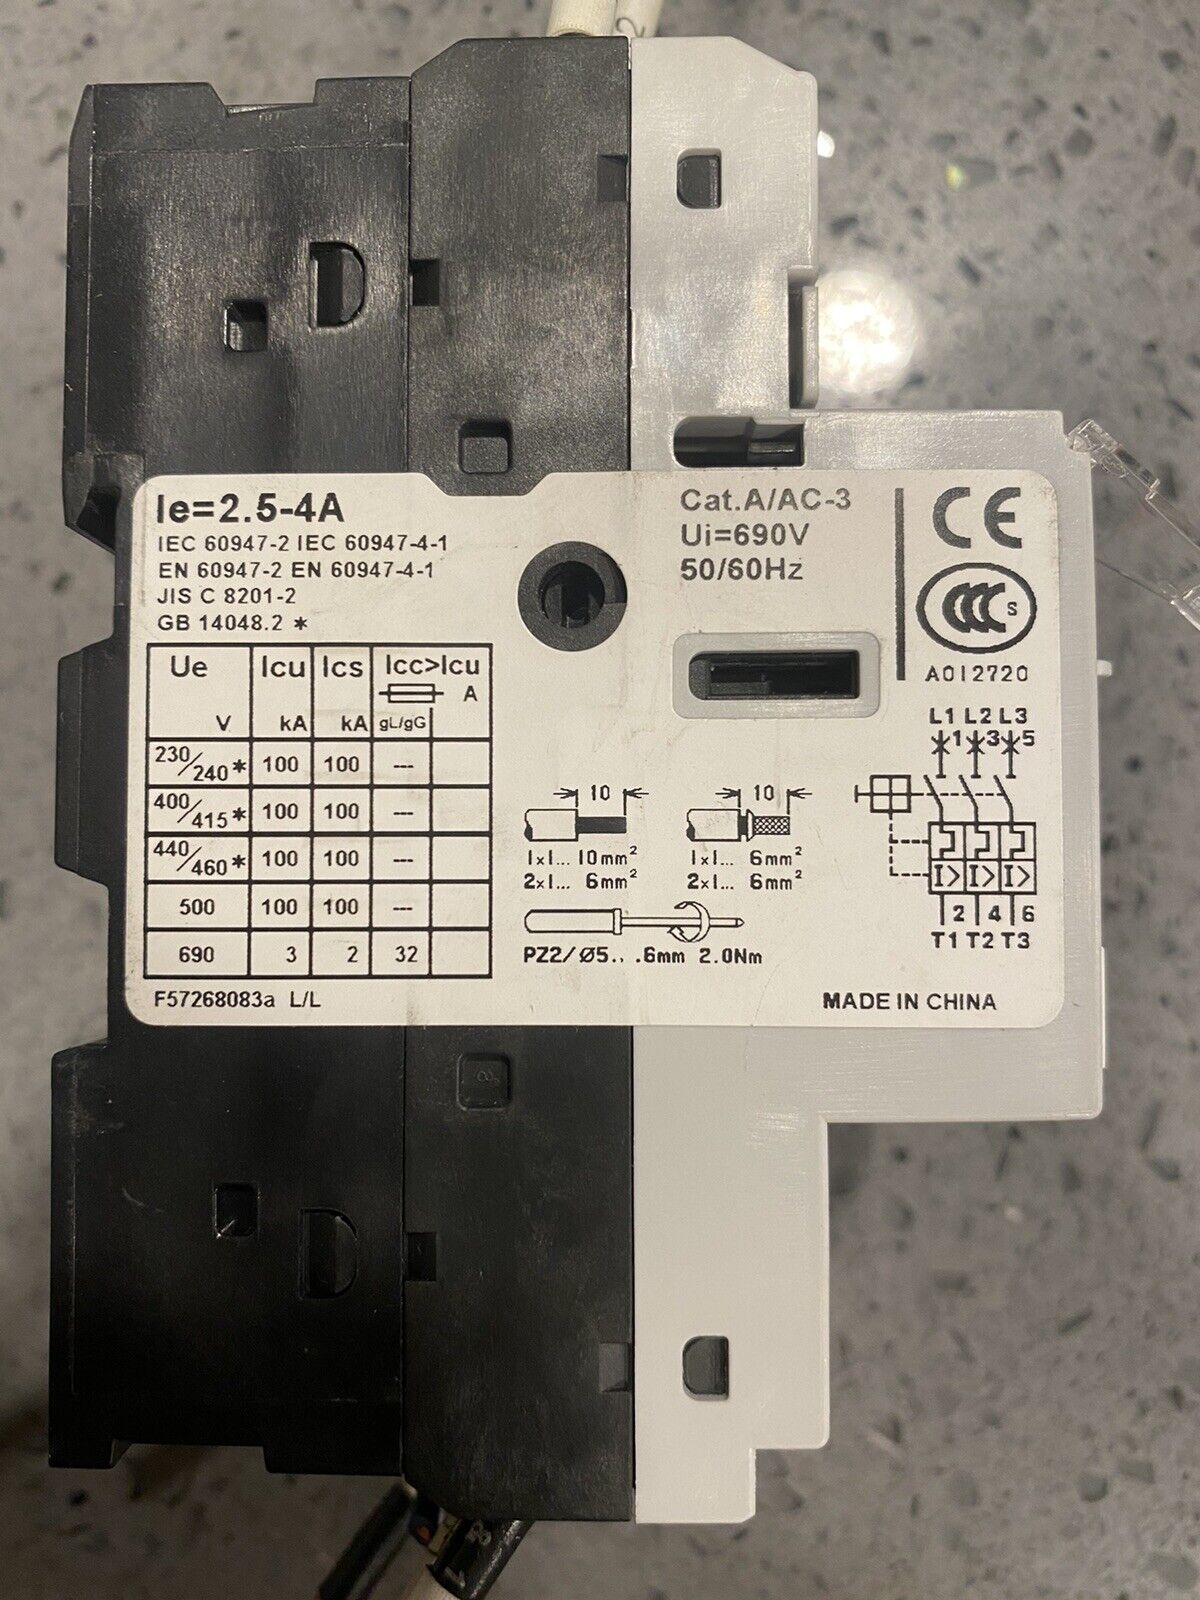 Ie=2.5-4A
IEC 60947-2 IEC 60947-4-1
EN 60947-2 EN 60947-4-1
JIS C 8201-2
GB 14048.2 *
Ue Icu Ics Icc>Icu
A
V kA kA gL/gG
230/240* 100 100 ---
400/415* 100 100 ---
440/460* 100 100 ---
500 100 100 ---
690 3 2 32
F57268083a L/L
Cat.A/AC-3
Ui=690V
50/60Hz
CE
CCC S
A012720
L1 L2 L3
1 3 5
I> I> I>
2 4 6
T1 T2 T3
10 10
1x1... 10mm² 1x1... 6mm²
2x1... 6mm² 2x1... 6mm²
PZ2/Ø5...6mm 2.0Nm
MADE IN CHINA
8
2
1